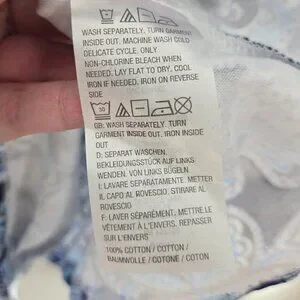 WASH SEPARATELY. TURN GARMENT
INSIDE OUT. MACHINE WASH COLD
DELICATE CYCLE. ONLY
NON-CHLORINE BLEACH WHEN
NEEDED. LAY FLAT TO DRY, COOL
IRON IF NEEDED. IRON ON REVERSE
SIDE
30
GB: WASH SEPARATELY. TURN
GARMENT INSIDE OUT. IRON INSIDE
OUT
D: SEPARAT WASCHEN.
BEKLEIDUNGSSTÜCK AUF LINKS
WENDEN. VON LINKS BÜGELN
I: LAVARE SEPARATAMENTE. METTER
IL CAPO AL ROVESCIO. STIRARE AL
ROVESCIO
F: LAVER SÉPARÉMENT. METTRE LE
VÊTEMENT À L'ENVERS. REPASSER
SUR L'ENVERS
100% COTTON / COTTON /
BAUMWOLLE / COTONE / COTON